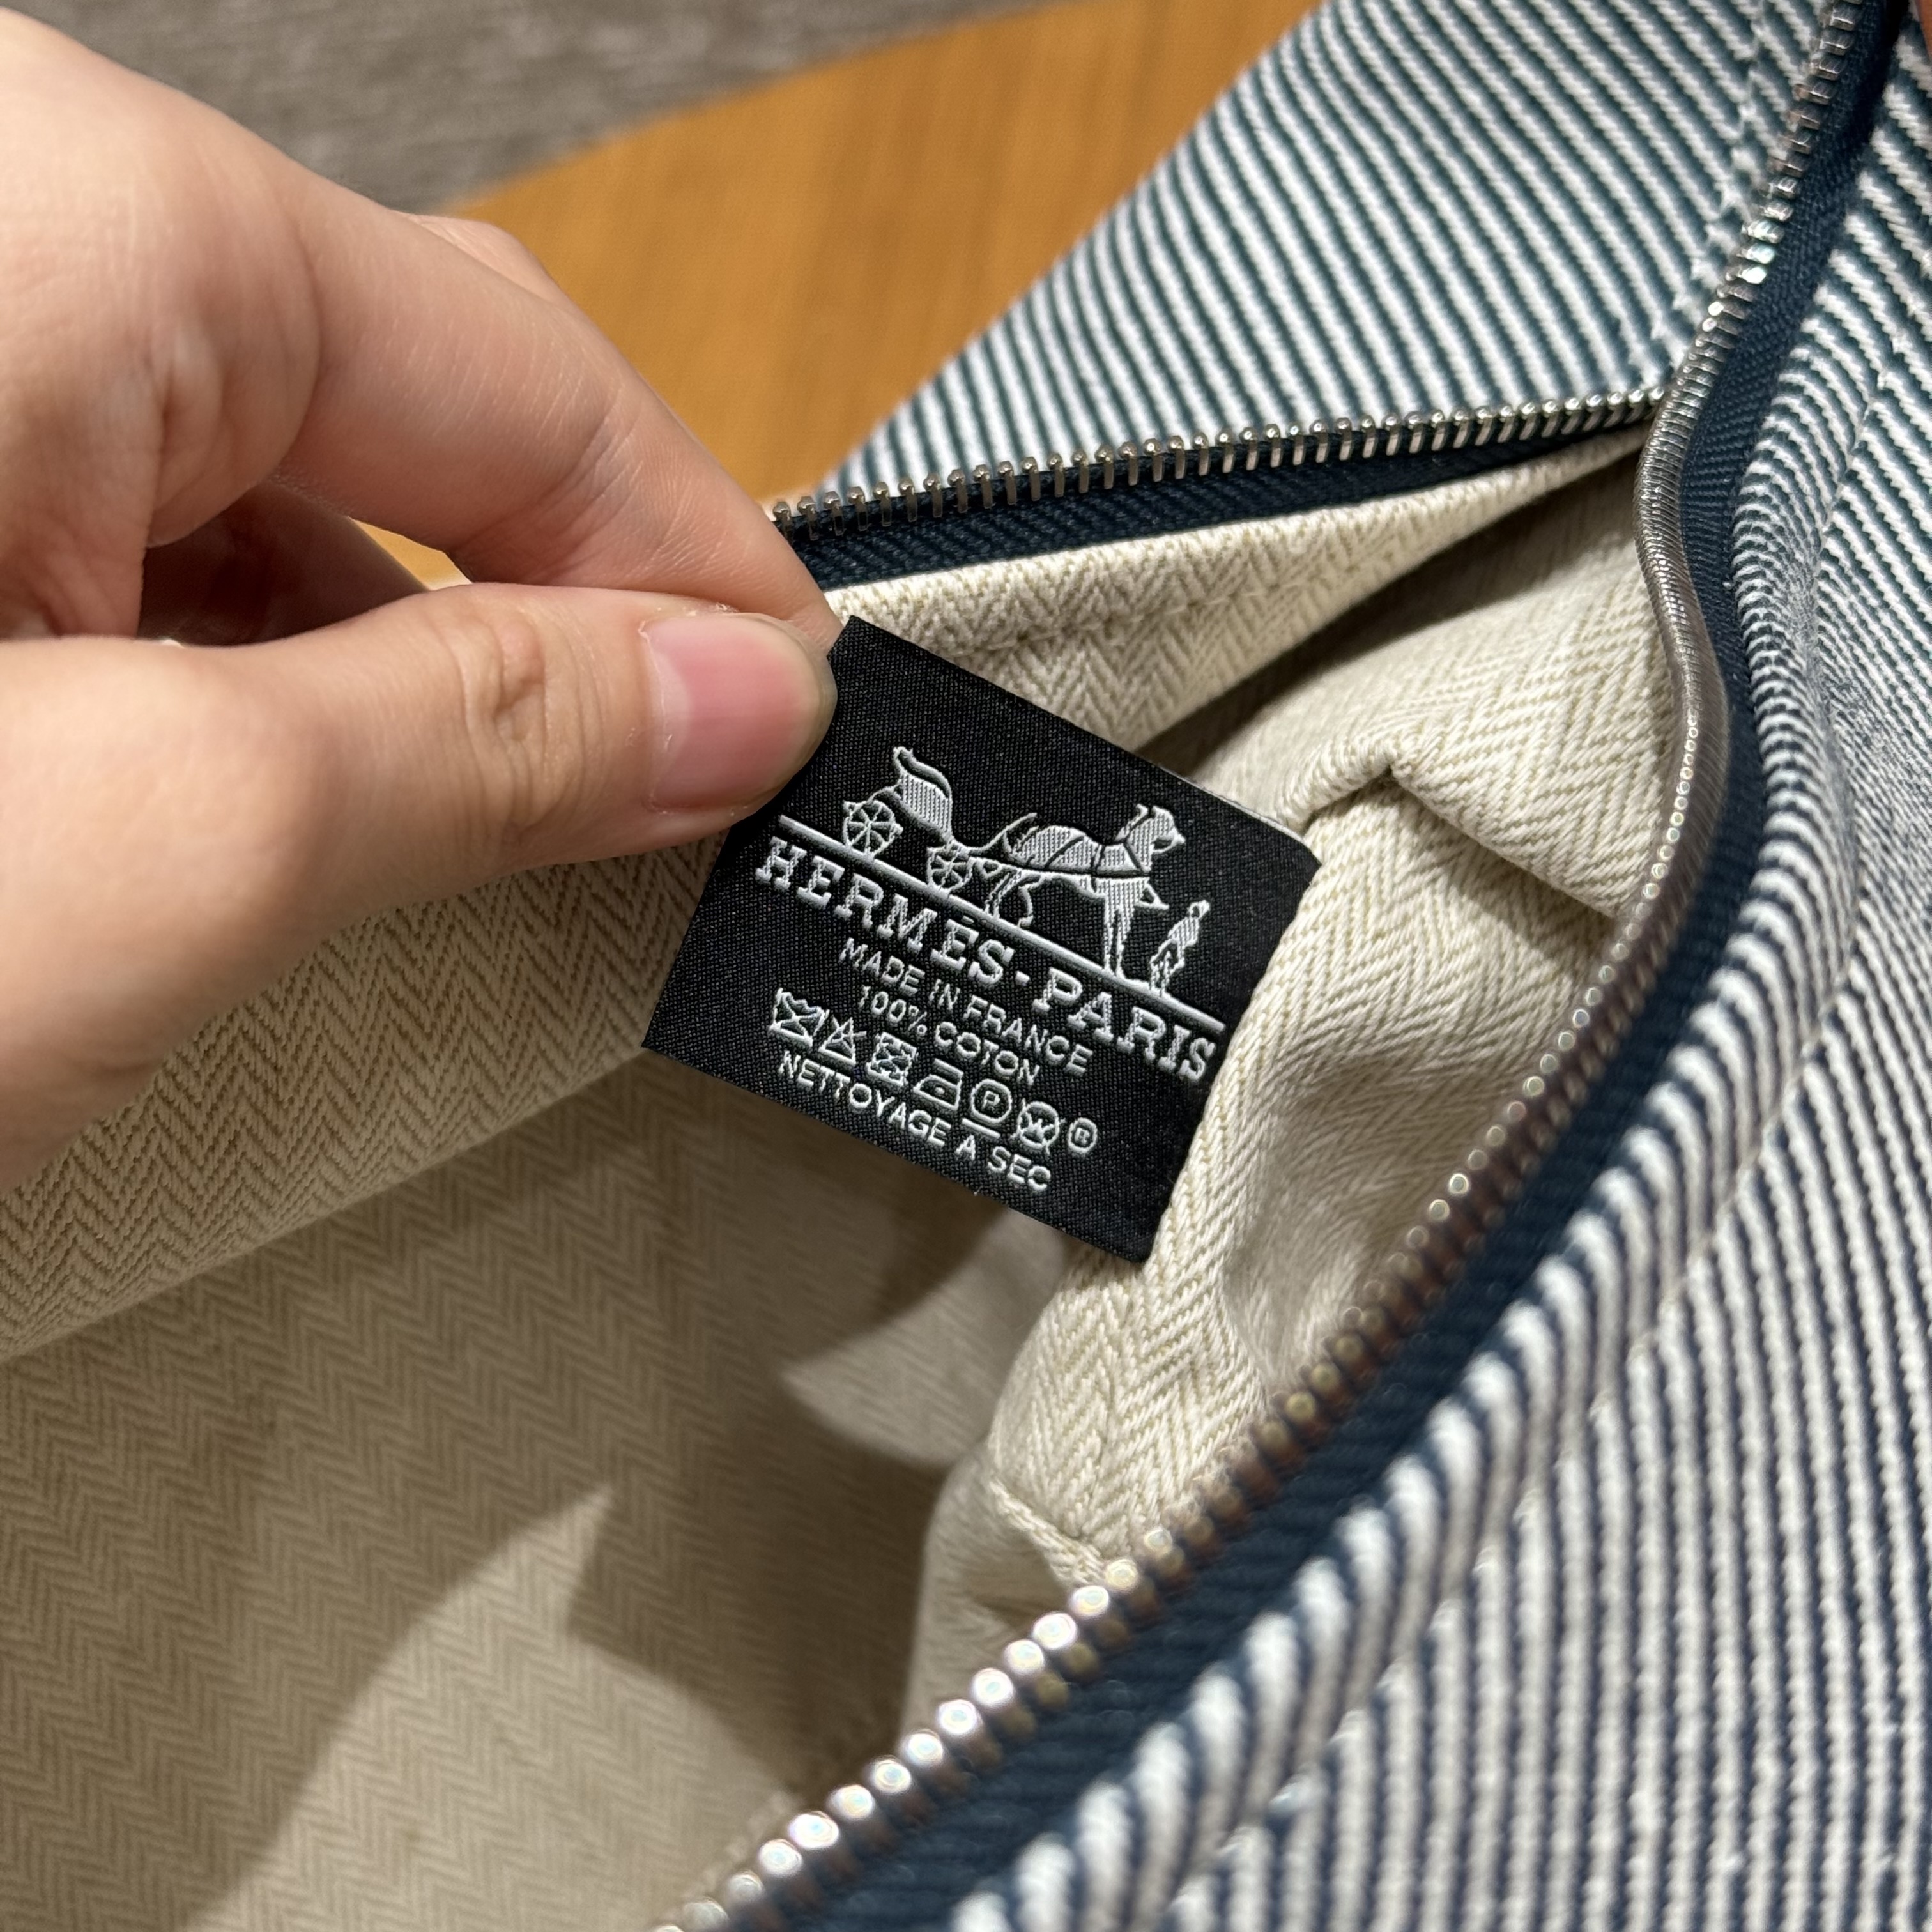 HERMÈS-PARIS
MADE IN FRANCE
100% COTON
P ®
NETTOYAGE A SEC